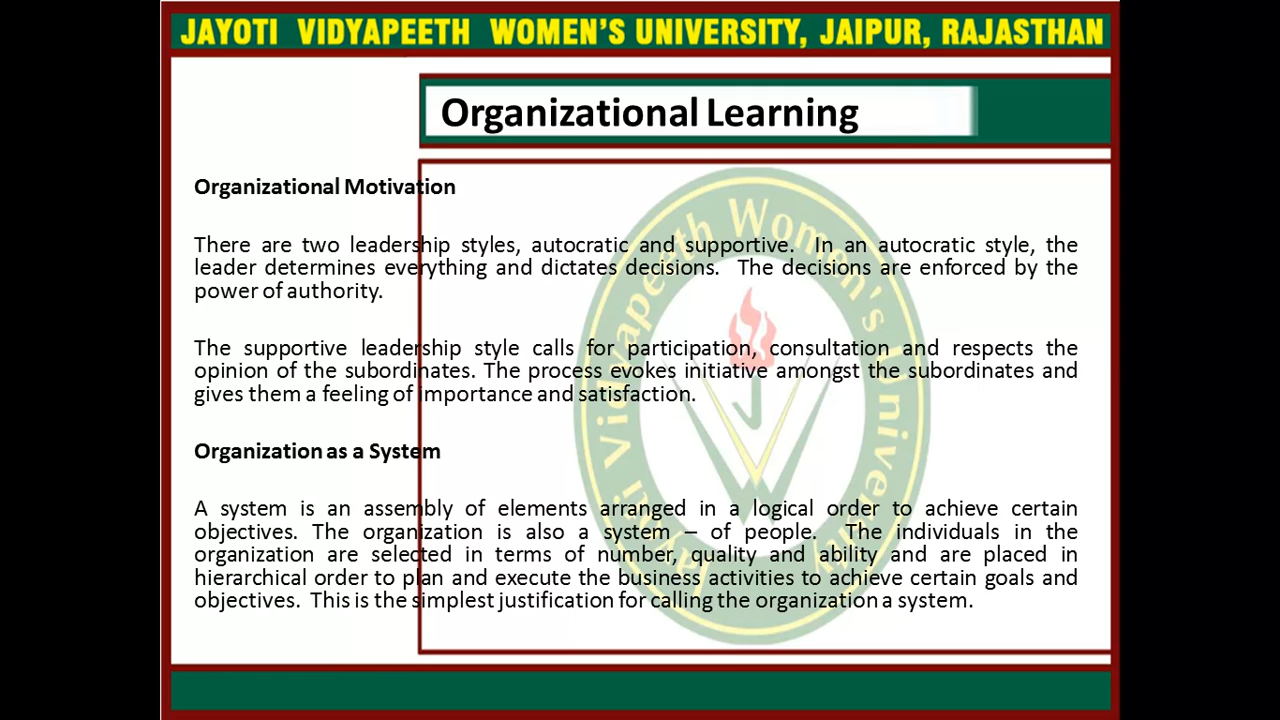 JAYOTI VIDYAPEETH WOMEN'S UNIVERSITY, JAIPUR, RAJASTHAN
Organizational Learning
Organizational Motivation
There are two leadership styles, autocratic and supportive. In an autocratic style, the
leader determines everything and dictates decisions. The decisions are enforced by the
power of authority.
The supportive leadership style calls for participation, consultation and respects the
opinion of the subordinates. The process evokes initiative amongst the subordinates and
gives them a feeling of importance and satisfaction.
Organization as a System
A system is an assembly of elements arranged in a logical order to achieve certain
objectives. The organization is also a system – of people. The individuals in the
organization are selected in terms of number, quality and ability and are placed in
hierarchical order to plan and execute the business activities to achieve certain goals and
objectives. This is the simplest justification for calling the organization a system.
Jayoti Vidyapeeth Women's University